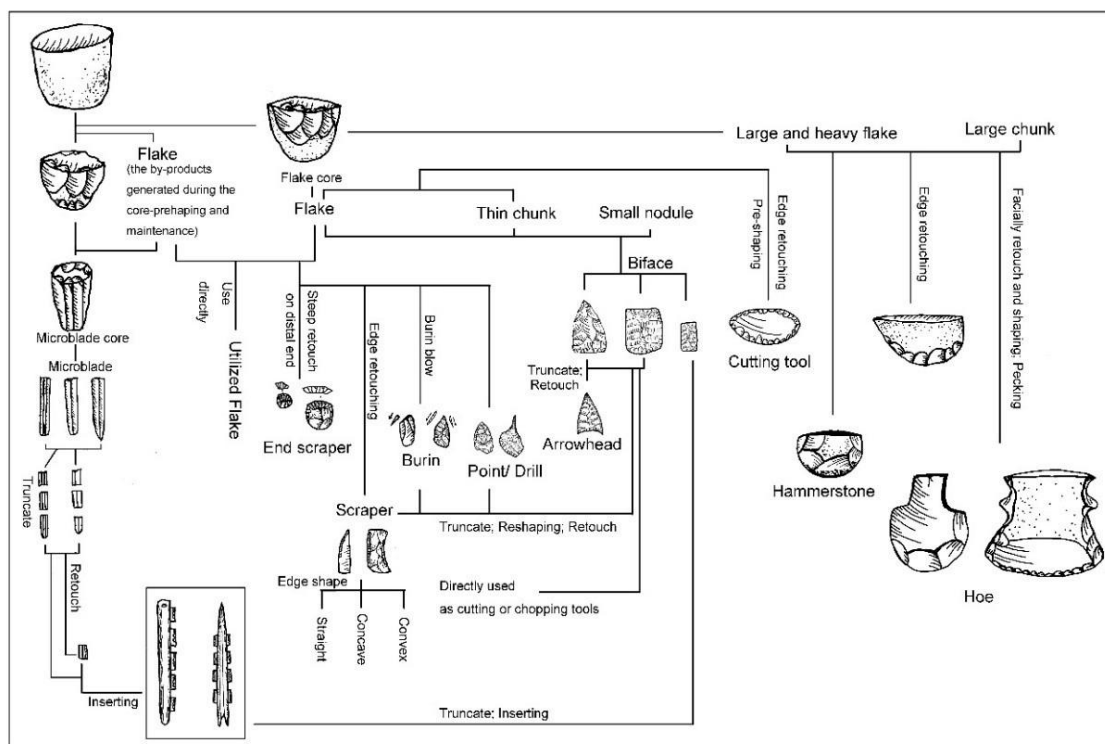 Flake
(the by-products
generated during the
core-prehaping and
maintenance)
Flake core
Large and heavy flake
Large chunk
Flake
Thin chunk
Small nodule
Pre-shaping
Edge retouching
Edge retouching
Facially retouch and shaping; Pecking
Biface
Microblade core
Microblade
Use
directly
Utilized Flake
Steep retouch
on distal end
Edge retouching
Burin blow
Cutting tool
Truncate;
Retouch
End scraper
Burin
Point/ Drill
Arrowhead
Hammerstone
Truncate
Scraper
Truncate; Reshaping; Retouch
Retouch
Edge shape
Directly used
as cutting or chopping tools
Hoe
Straight
Concave
Convex
Inserting
Truncate; Inserting